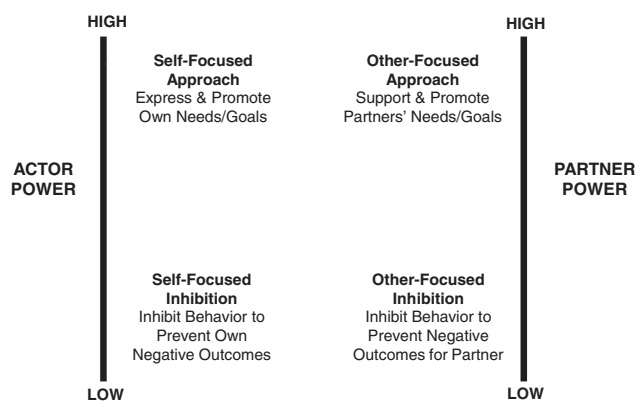 HIGH
HIGH
Self-Focused
Approach
Express & Promote
Own Needs/Goals
Other-Focused
Approach
Support & Promote
Partners' Needs/Goals
ACTOR
POWER
PARTNER
POWER
Self-Focused
Inhibition
Inhibit Behavior to
Prevent Own
Negative Outcomes
Other-Focused
Inhibition
Inhibit Behavior to
Prevent Negative
Outcomes for Partner
LOW
LOW